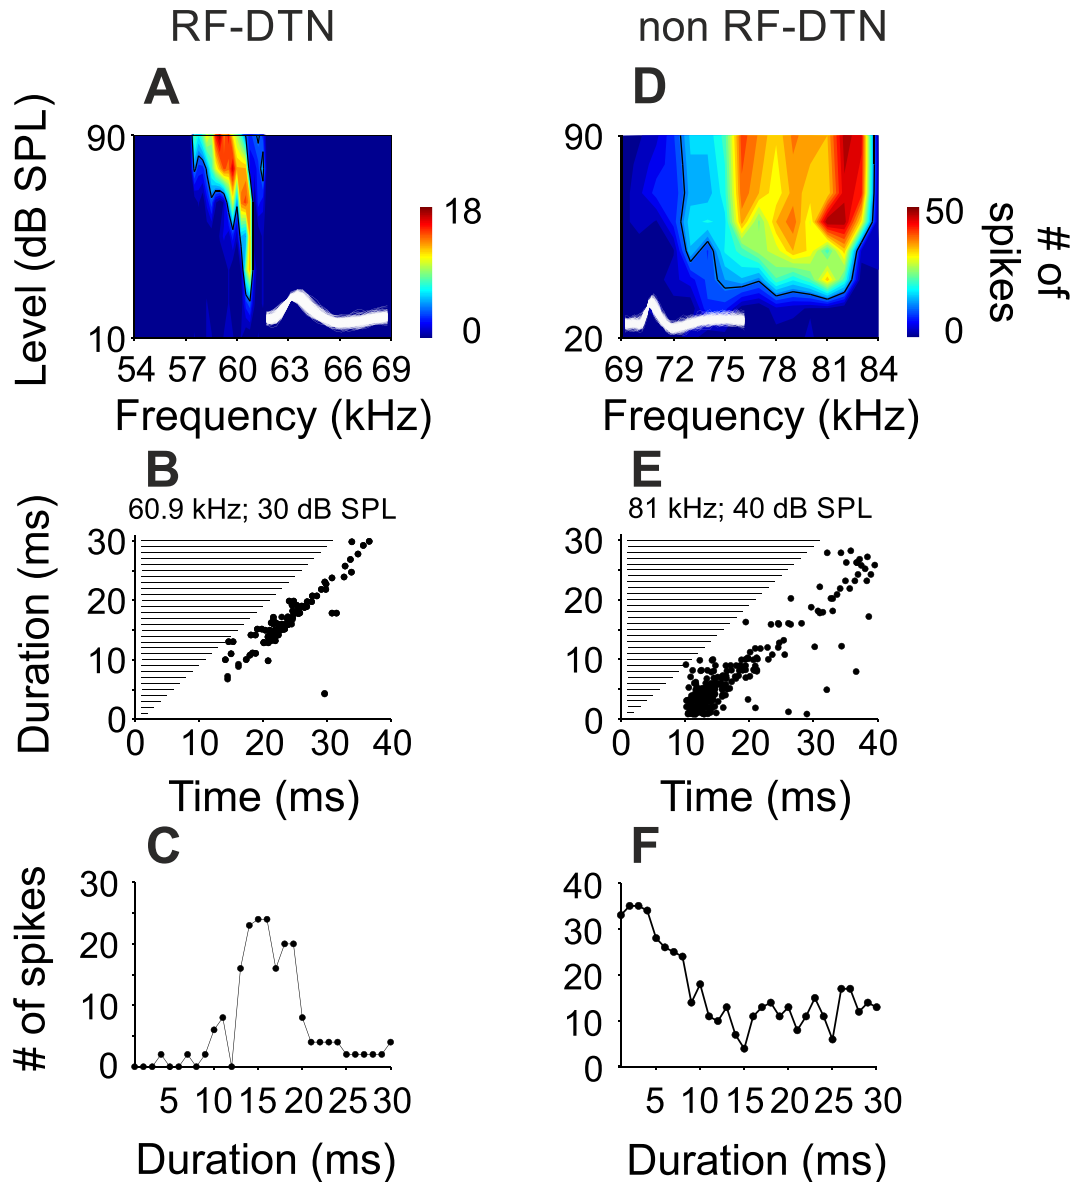 RF-DTN
non RF-DTN
A
D
Level (dB SPL)
90
10
54 57 60 63 66 69
Frequency (kHz)
18
0
90
20
69 72 75 78 81 84
Frequency (kHz)
50
0
# of
spikes
B
E
60.9 kHz; 30 dB SPL
81 kHz; 40 dB SPL
Duration (ms)
30
20
10
0
0 10 20 30 40
Time (ms)
30
20
10
0
0 10 20 30 40
Time (ms)
C
F
# of spikes
30
20
10
0
5 10 15 20 25 30
Duration (ms)
40
30
20
10
0
5 10 15 20 25 30
Duration (ms)